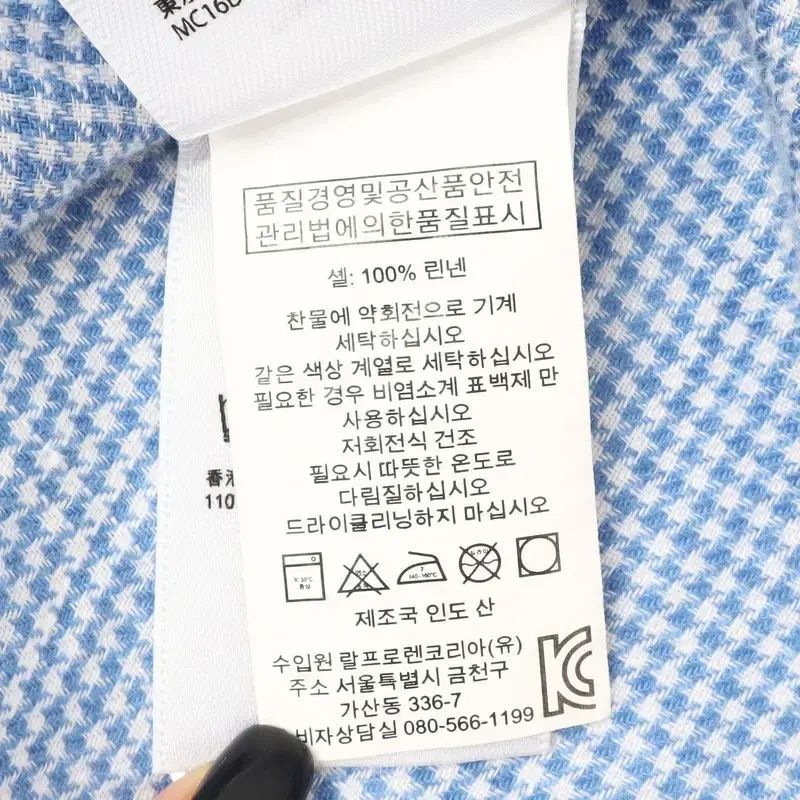 MC16
품질경영및공산품안전
관리법에의한품질표시
셸: 100% 린넨
찬물에 약회전으로 기계
세탁하십시오
같은 색상 계열로 세탁하십시오
필요한 경우 비염소계 표백제 만
사용하십시오
저회전식 건조
필요시 따뜻한 온도로
다림질하십시오
드라이클리닝하지 마십시오
제조국 인도 산
수입원 랄프로렌코리아(유)
주소 서울특별시 금천구
가산동 336-7
비자상담실 080-566-1199
香港
110